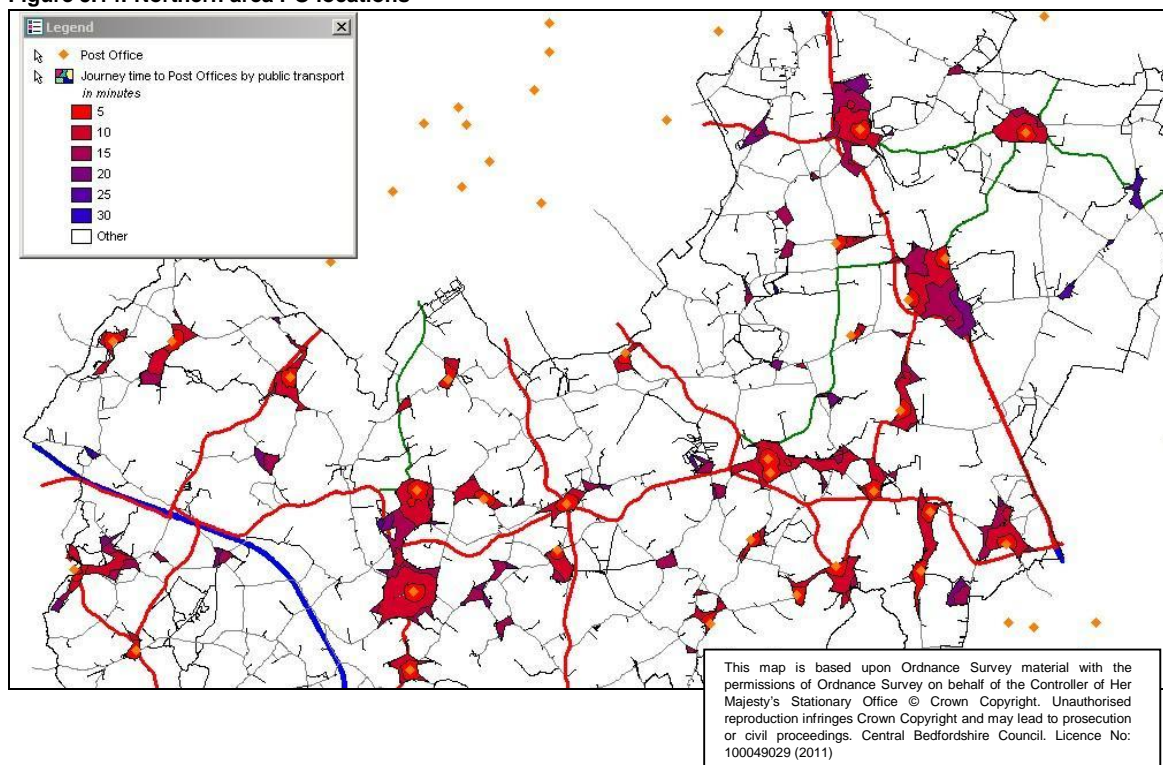 Figure Northern area PO locations
Legend
Post Office
Journey time to Post Offices by public transport
in minutes
5
10
15
20
25
30
Other
This map is based upon Ordnance Survey material with the
permissions of Ordnance Survey on behalf of the Controller of Her
Majesty's Stationary Office © Crown Copyright. Unauthorised
reproduction infringes Crown Copyright and may lead to prosecution
or civil proceedings. Central Bedfordshire Council. Licence No:
100049029 (2011)